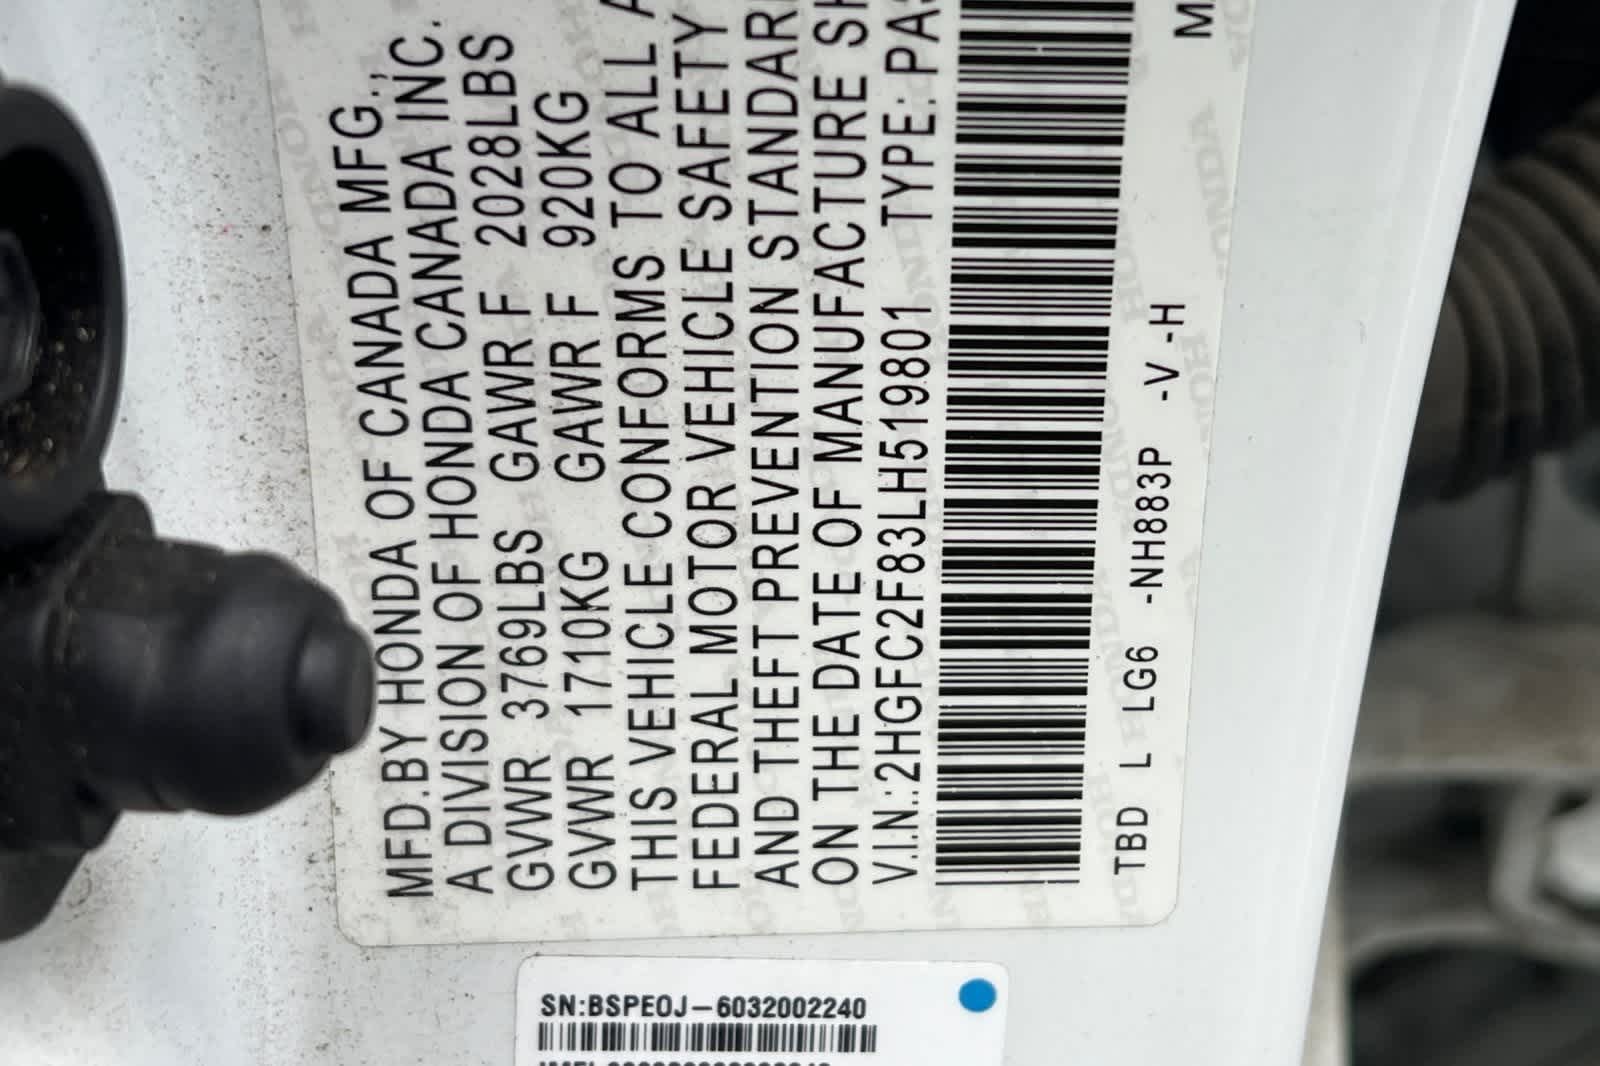 MFD.BY HONDA OF CANADA MFG.,
A DIVISION OF HONDA CANADA INC.
GVWR 3769LBS GAWR F 2028LBS
GVWR 1710KG GAWR F 920KG
THIS VEHICLE CONFORMS TO ALL A
FEDERAL MOTOR VEHICLE SAFETY
AND THEFT PREVENTION STANDAR
ON THE DATE OF MANUFACTURE SH
V.I.N.:2HGFC2F83LH519801 TYPE: PAS
TBD L LG6 -NH883P -V -H M
SN:BSPEOJ-6032002240